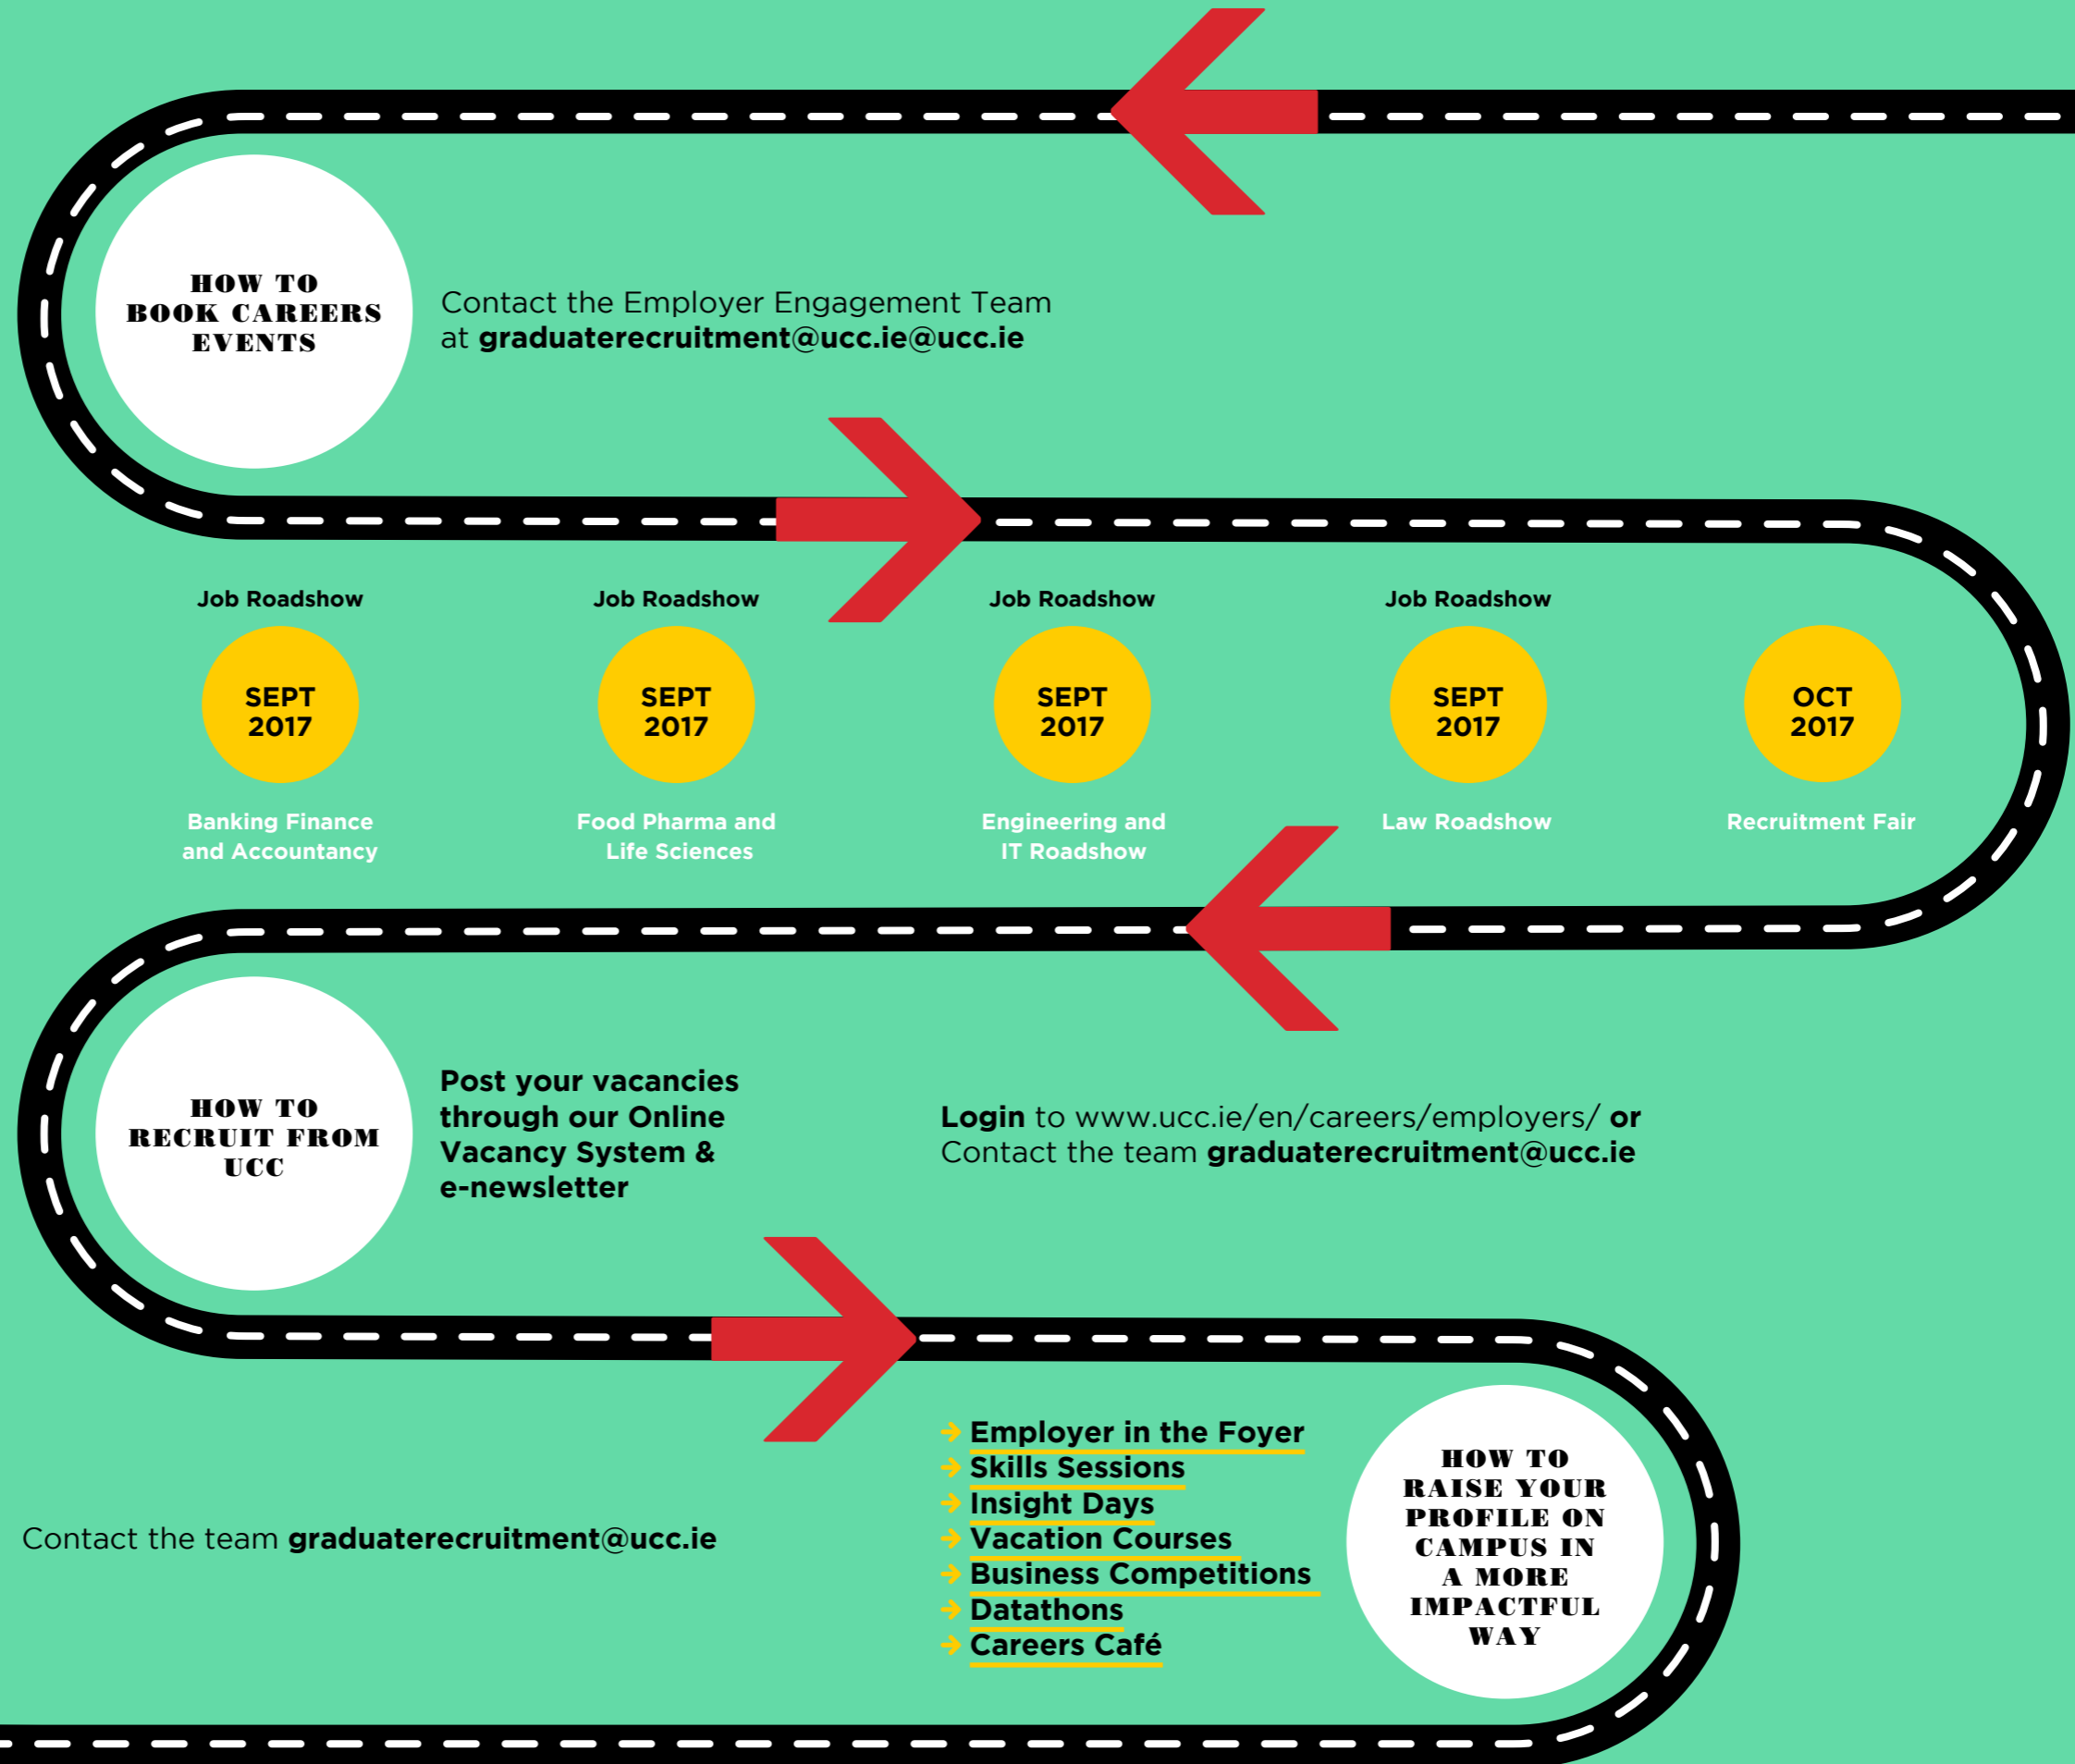 HOW TO
BOOK CAREERS
EVENTS
Contact the Employer Engagement Team
at graduaterecruitment@ucc.ie@ucc.ie
Job Roadshow
SEPT
2017
Banking Finance
and Accountancy
Job Roadshow
SEPT
2017
Food Pharma and
Life Sciences
Job Roadshow
SEPT
2017
Engineering and
IT Roadshow
Job Roadshow
SEPT
2017
Law Roadshow
OCT
2017
Recruitment Fair
HOW TO
RECRUIT FROM
UCC
Post your vacancies
through our Online
Vacancy System &
e-newsletter
Login to www.ucc.ie/en/careers/employers/ or
Contact the team graduaterecruitment@ucc.ie
Contact the team graduaterecruitment@ucc.ie
Employer in the Foyer
Skills Sessions
Insight Days
Vacation Courses
Business Competitions
Datathons
Careers Café
HOW TO
RAISE YOUR
PROFILE ON
CAMPUS IN
A MORE
IMPACTFUL
WAY